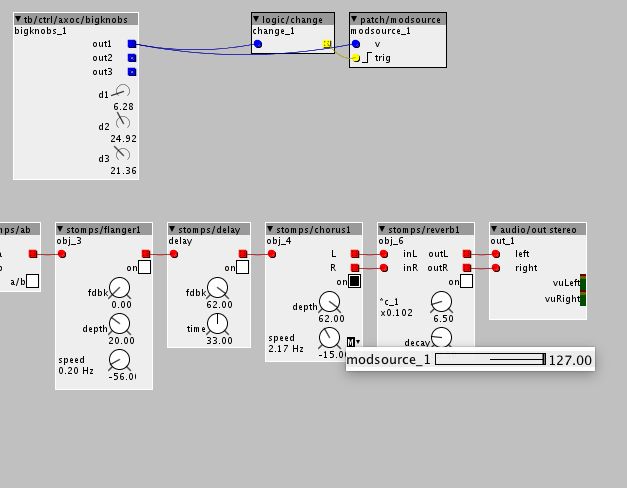 tb/ctrl/axoc/bigknobs
bigknobs_1
out1
out2
out3
d1
6.28
d2
24.92
d3
21.36
logic/change
change_1
patch/modsource
modsource_1
v
trig
mps/ab
a/b
stomps/flanger1
obj_3
on
fdbk
0.00
depth
20.00
speed
0.20 Hz
-56.0
stomps/delay
delay
on
fdbk
62.00
time
33.00
stomps/chorus1
obj_4
L
R
on
depth
62.00
speed
2.17 Hz
-15.0
M
stomps/reverb1
obj_6
inL outL
inR outR
on
*c_1
x0.102
6.50
decay
audio/out stereo
out_1
left
right
vuLeft
vuRight
modsource_1 127.00